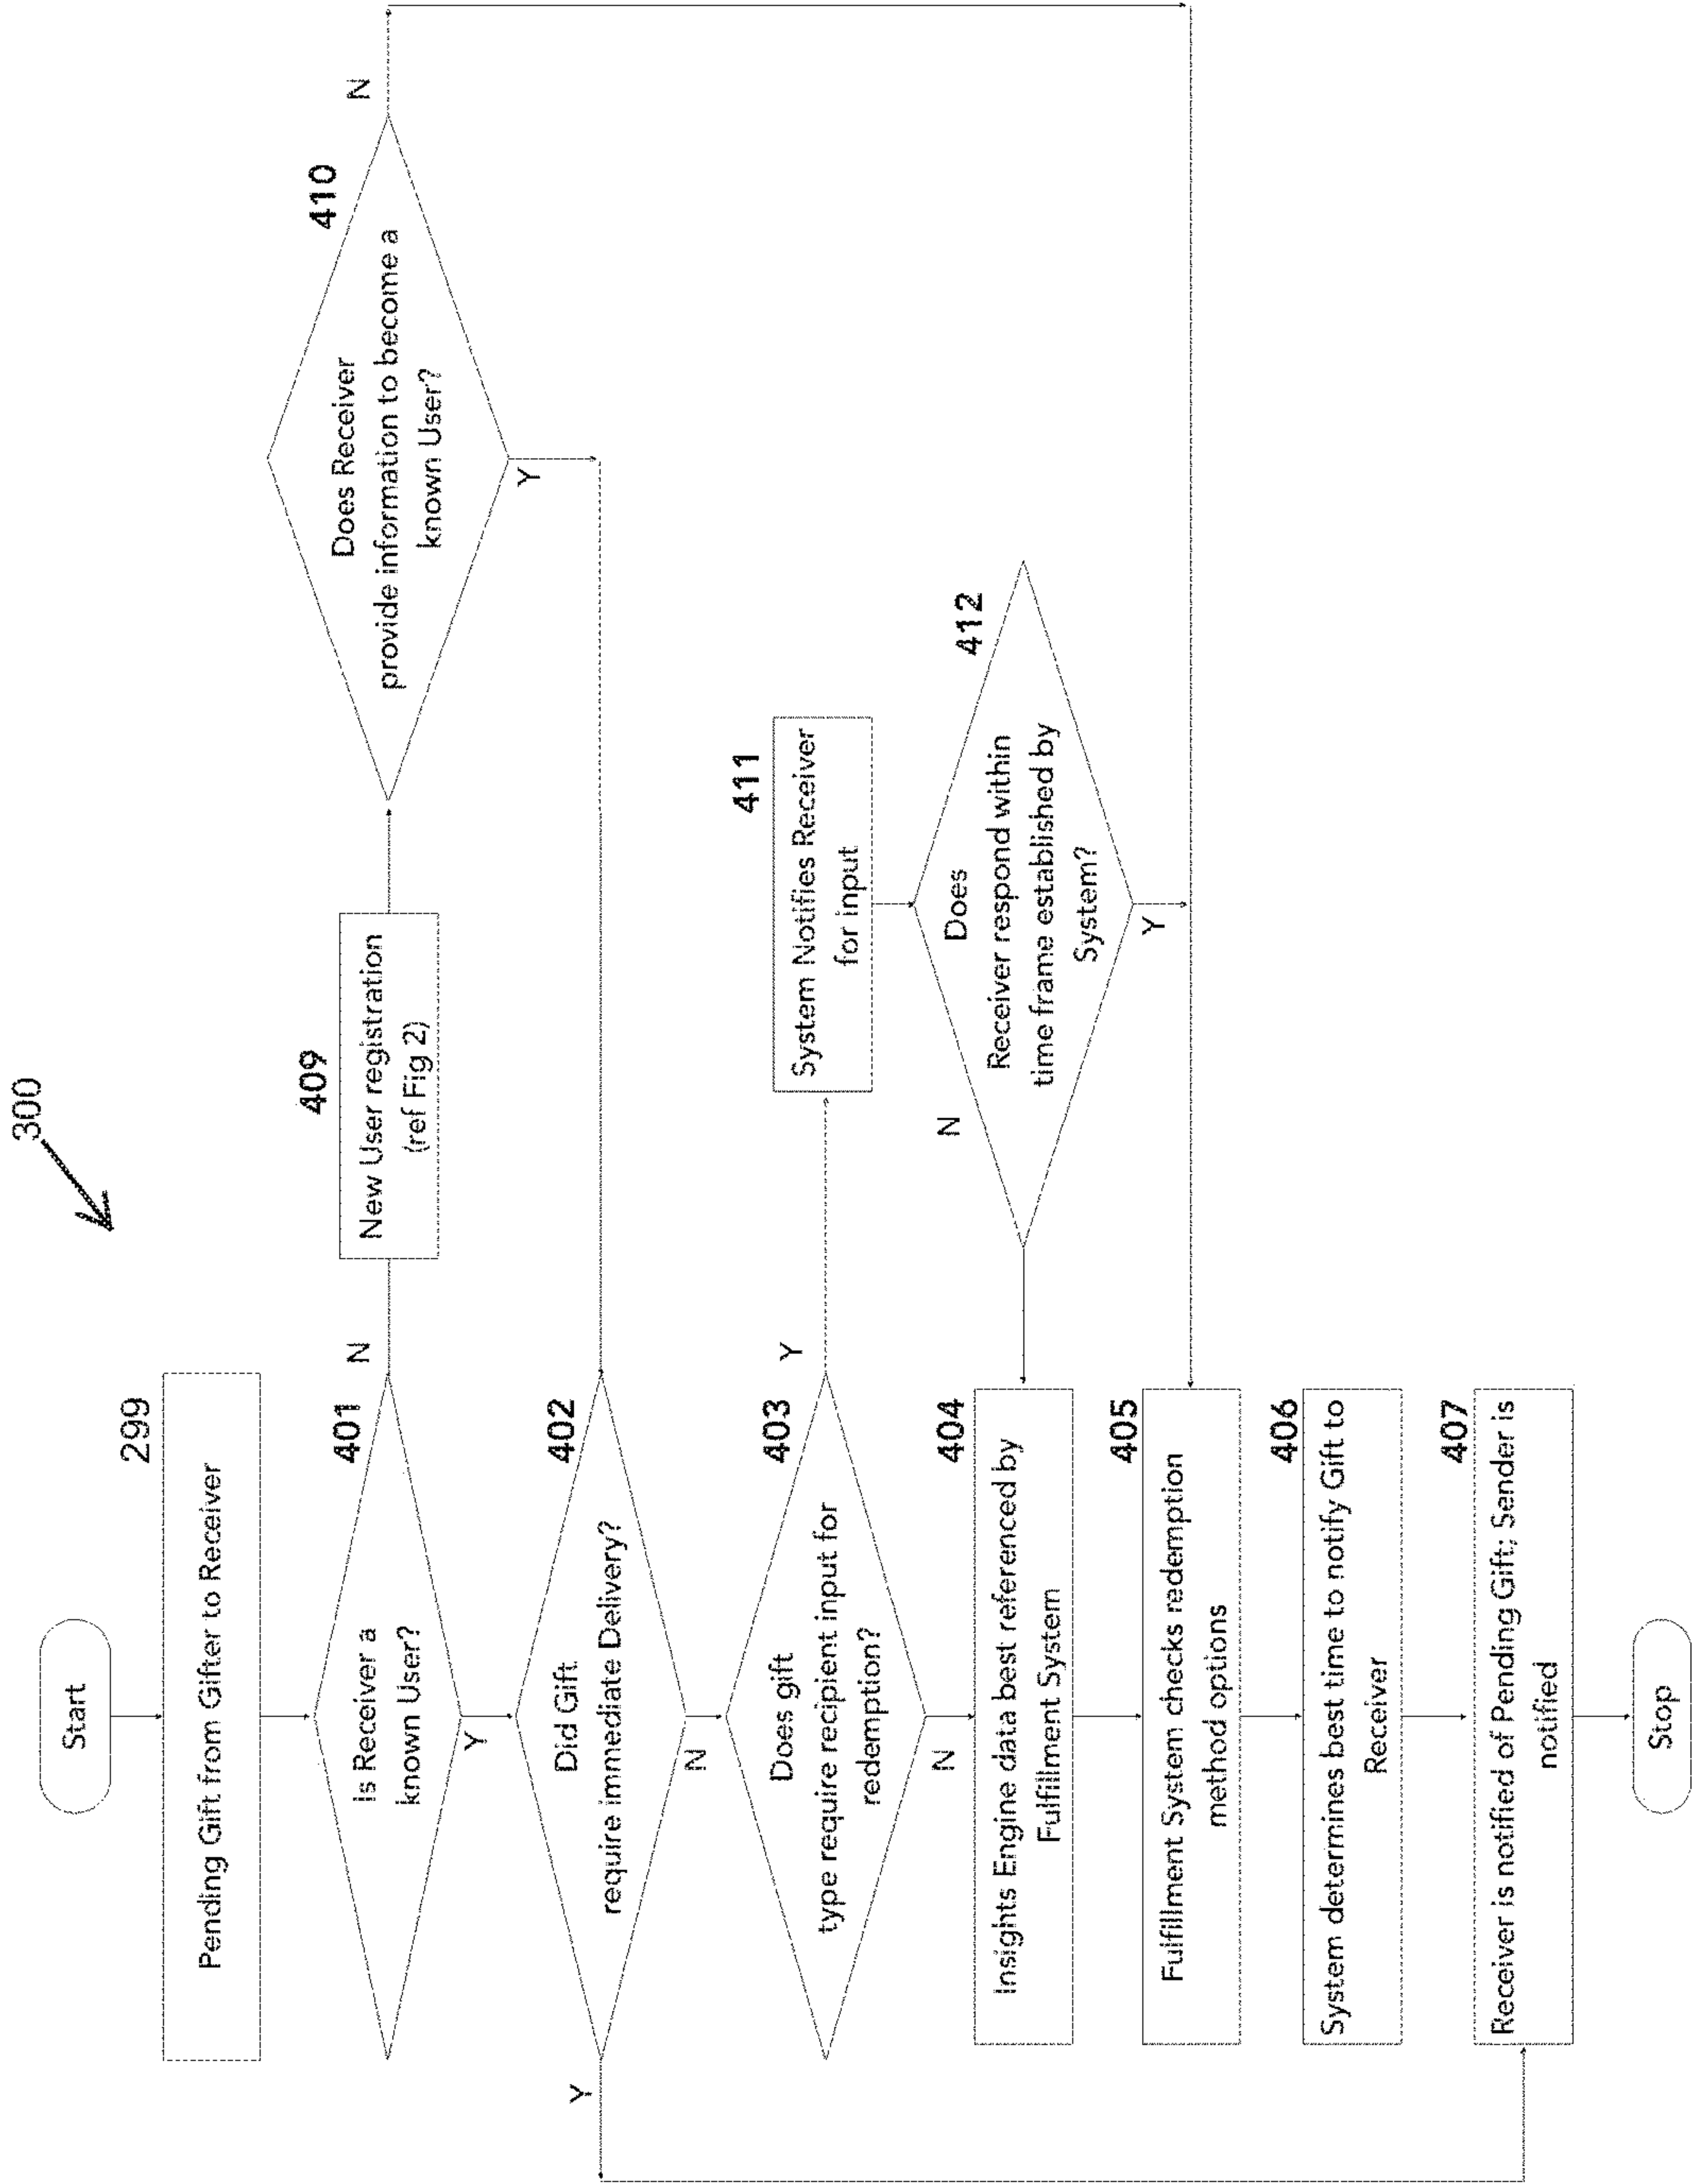 300
Start
299
Pending Gift from Gifter to Receiver
401
Is Receiver a
known User?
N
Y
409
New User registration
(ref Fig 2)
410
Does Receiver
provide information to become a
known User?
N
Y
402
Did Gift
require immediate Delivery?
Y
N
403
Does gift
type require recipient input for
redemption?
Y
N
411
System Notifies Receiver
for input
412
Does
Receiver respond within
time frame established by
System?
N
Y
404
Insights Engine data best referenced by
Fulfillment System
405
Fulfillment System checks redemption
method options
406
System determines best time to notify Gift to
Receiver
407
Receiver is notified of Pending Gift; Sender is
notified
Stop